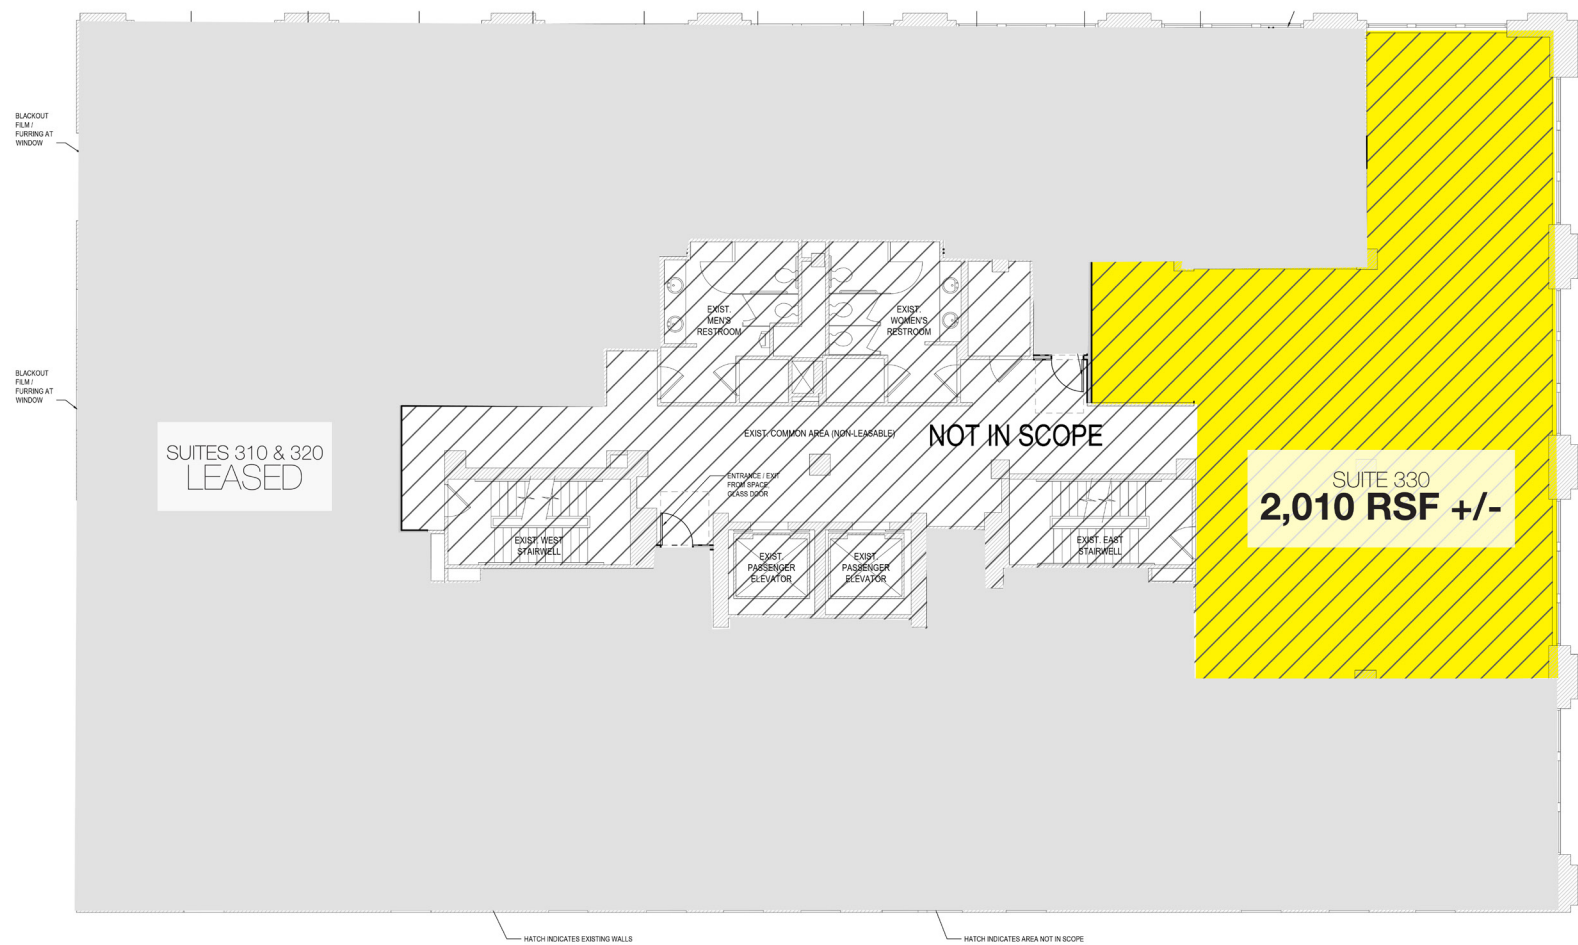 BLACKOUT
FILM /
FURRING AT
WINDOW
EXIST.
MEN'S
RESTROOM
EXIST.
WOMEN'S
RESTROOM
BLACKOUT
FILM /
FURRING AT
WINDOW
EXIST. COMMON AREA (NON-LEASABLE)
NOT IN SCOPE
SUITES 310 & 320
LEASED
ENTRANCE / EXIT
FROM SPACE,
GLASS DOOR
SUITE 330
2,010 RSF +/-
EXIST. WEST
STAIRWELL
EXIST.
PASSENGER
ELEVATOR
EXIST.
PASSENGER
ELEVATOR
EXIST. EAST
STAIRWELL
HATCH INDICATES EXISTING WALLS
HATCH INDICATES AREA NOT IN SCOPE